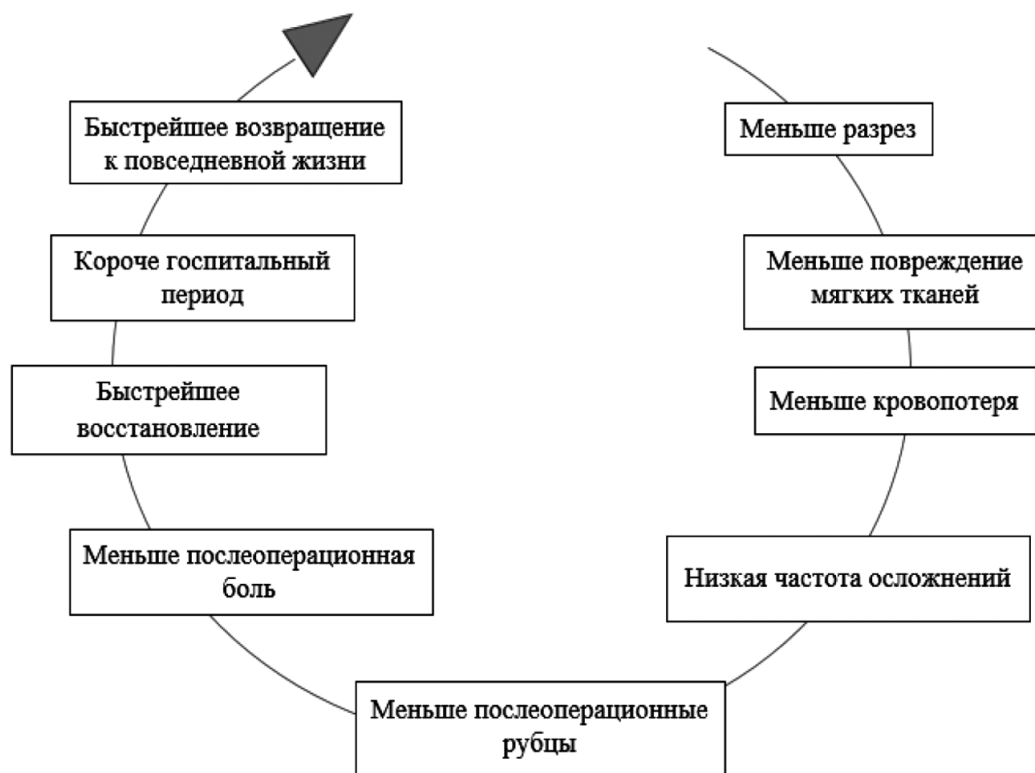 Меньше разрез
Меньше повреждение
мягких тканей
Меньше кровопотеря
Низкая частота осложнений
Меньше послеоперационные
рубцы
Меньше послеоперационная
боль
Быстрейшее
восстановление
Короче госпитальный
период
Быстрейшее возвращение
к повседневной жизни